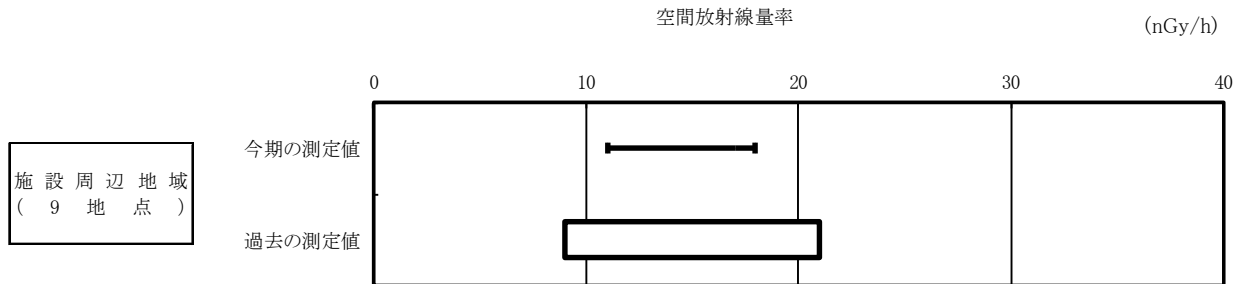 空間放射線量率
(nGy/h)
0 10 20 30 40
今期の測定値
施設周辺地域
(9地点)
過去の測定値